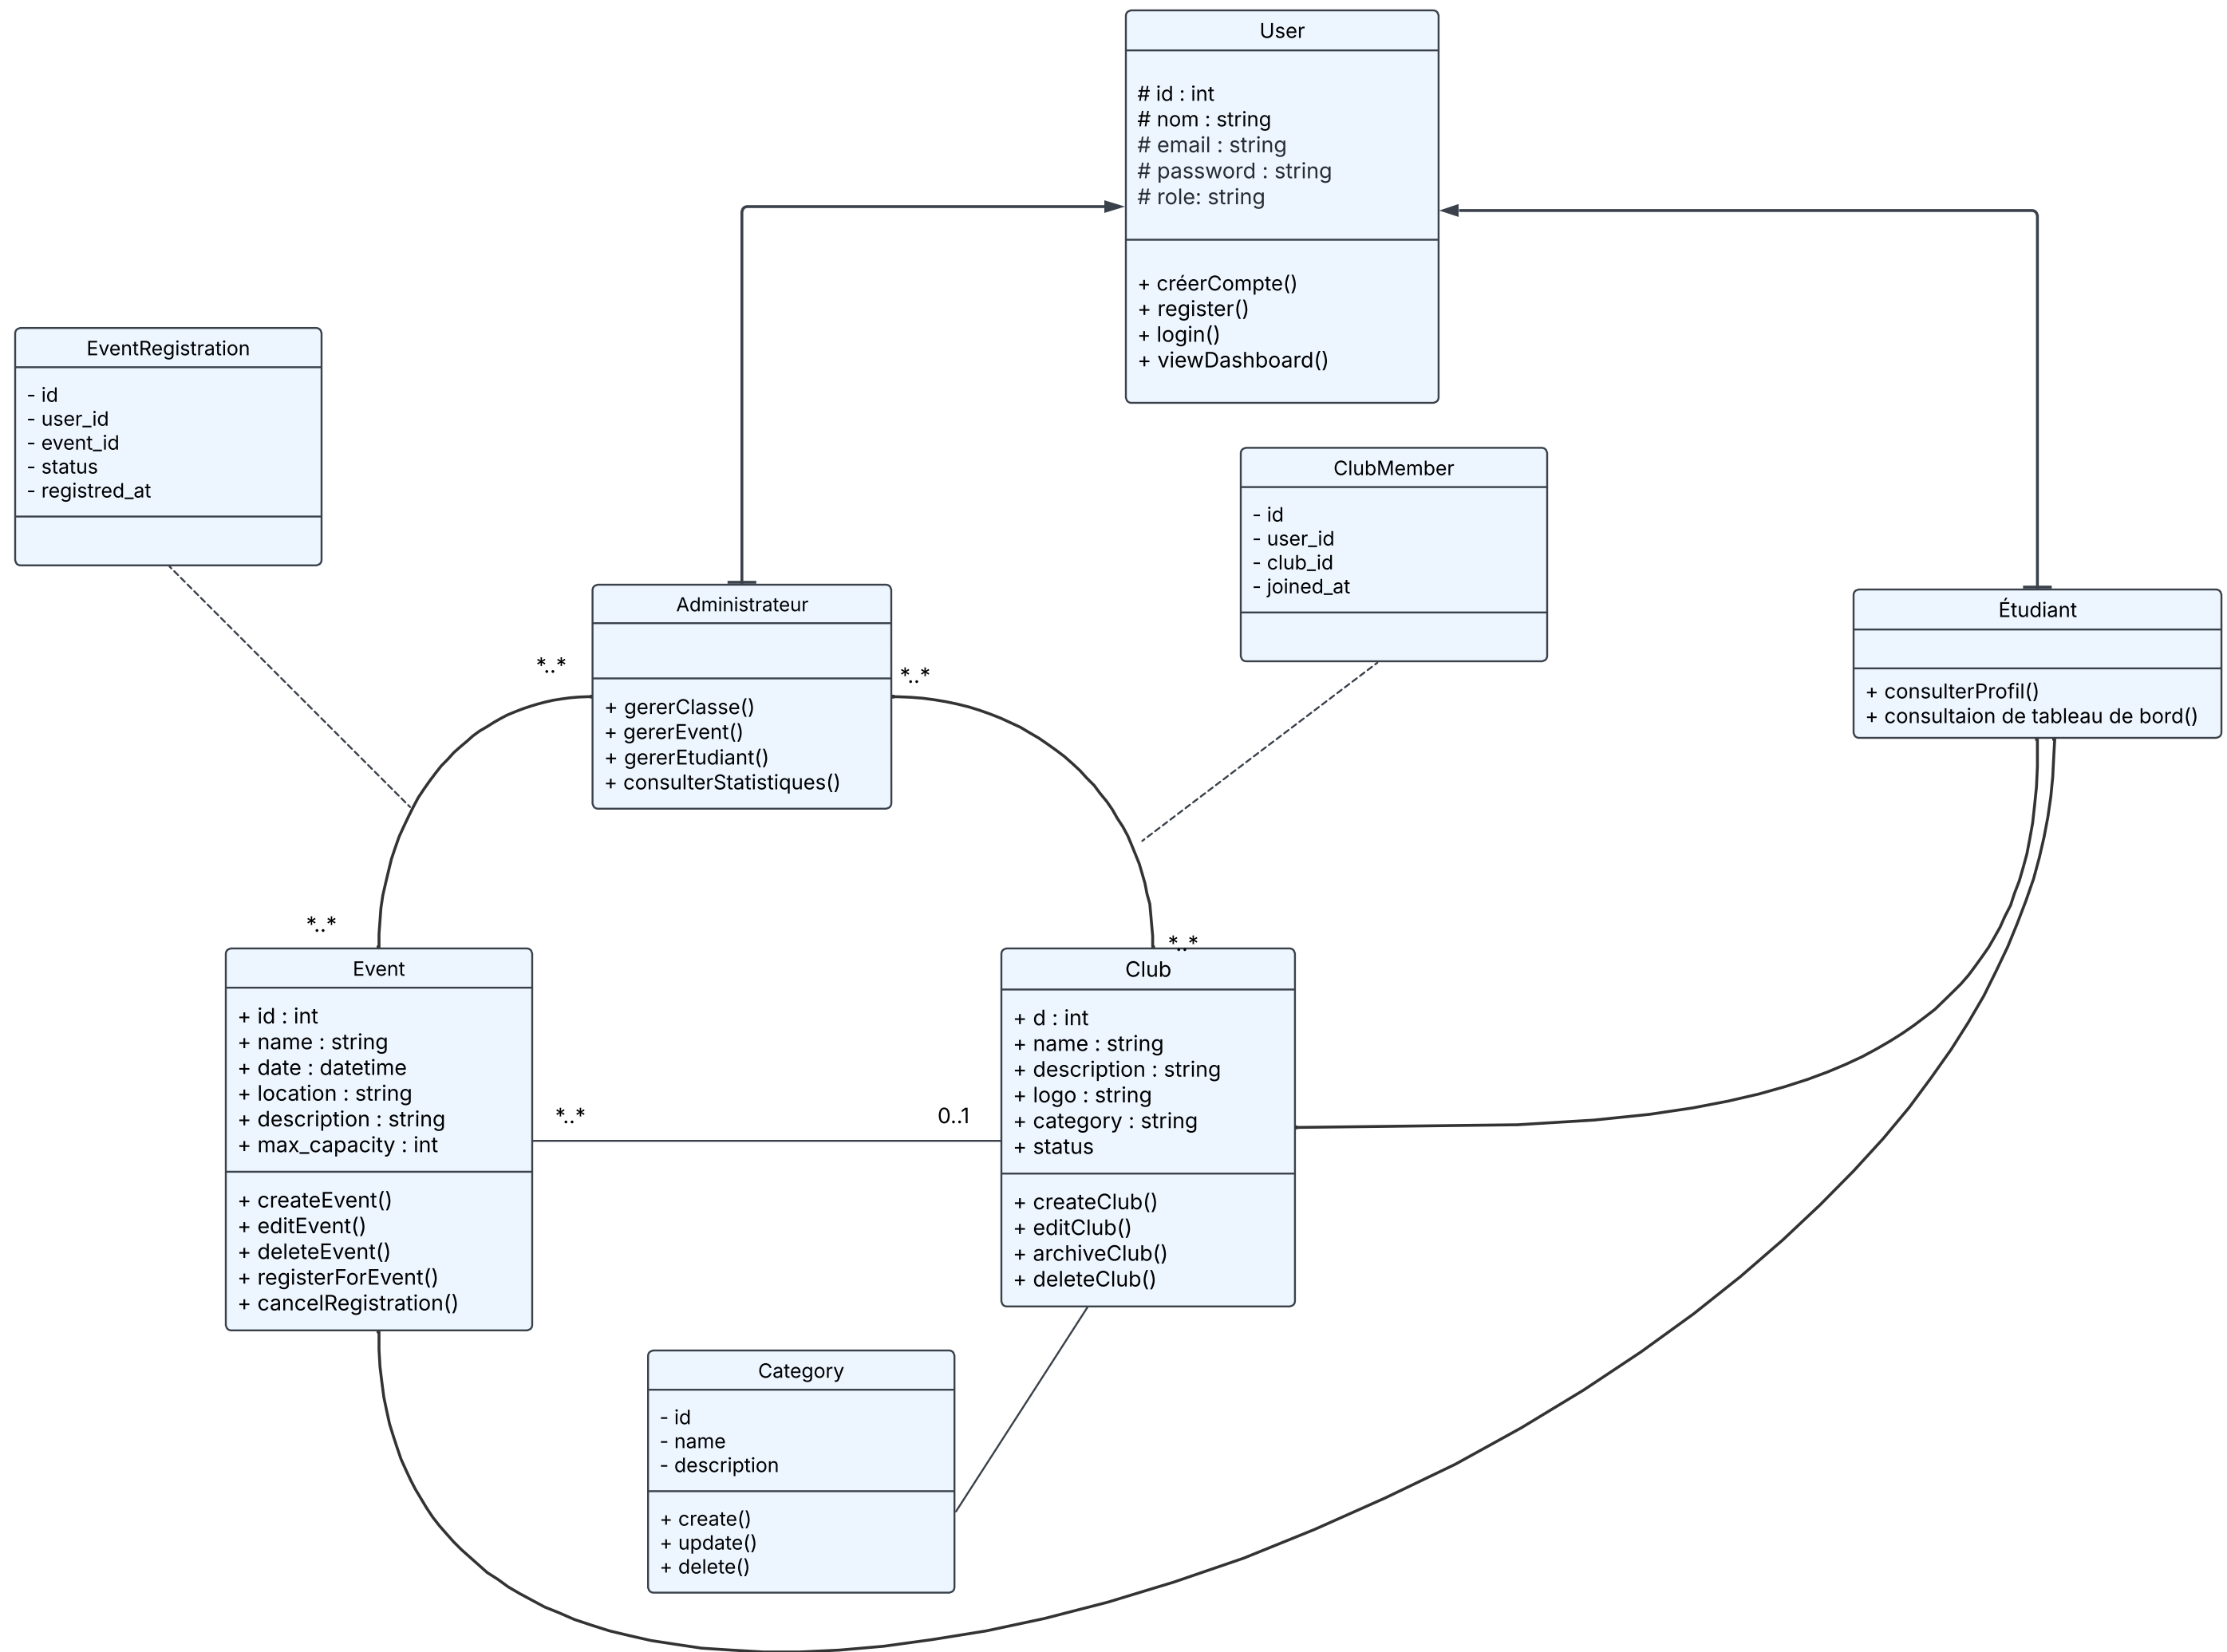 User
# id : int
# nom : string
# email : string
# password : string
# role: string
+ créerCompte()
+ register()
+ login()
+ viewDashboard()
EventRegistration
- id
- user_id
- event_id
- status
- registred_at
ClubMember
- id
- user_id
- club_id
- joined_at
Administrateur
+ gererClasse()
+ gererEvent()
+ gererEtudiant()
+ consulterStatistiques()
Étudiant
+ consulterProfil()
+ consultaion de tableau de bord()
*..*
*..*
*..*
*..*
Event
+ id : int
+ name : string
+ date : datetime
+ location : string
+ description : string
+ max_capacity : int
+ createEvent()
+ editEvent()
+ deleteEvent()
+ registerForEvent()
+ cancelRegistration()
*..*
0..1
Club
+ d : int
+ name : string
+ description : string
+ logo : string
+ category : string
+ status
+ createClub()
+ editClub()
+ archiveClub()
+ deleteClub()
Category
- id
- name
- description
+ create()
+ update()
+ delete()